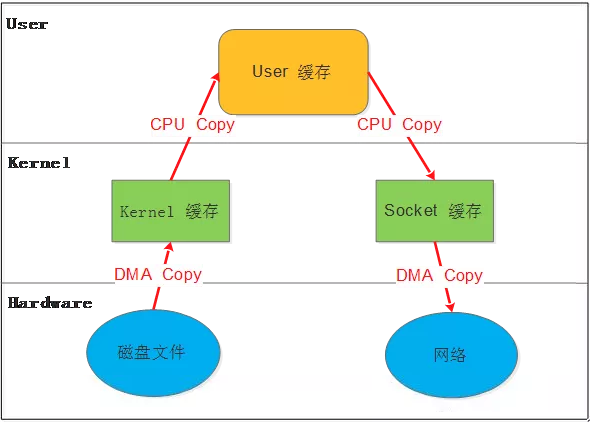 User
User 缓存
CPU Copy
CPU Copy
Kernel
Kernel 缓存
Socket 缓存
DMA Copy
DMA Copy
Hardware
磁盘文件
网络